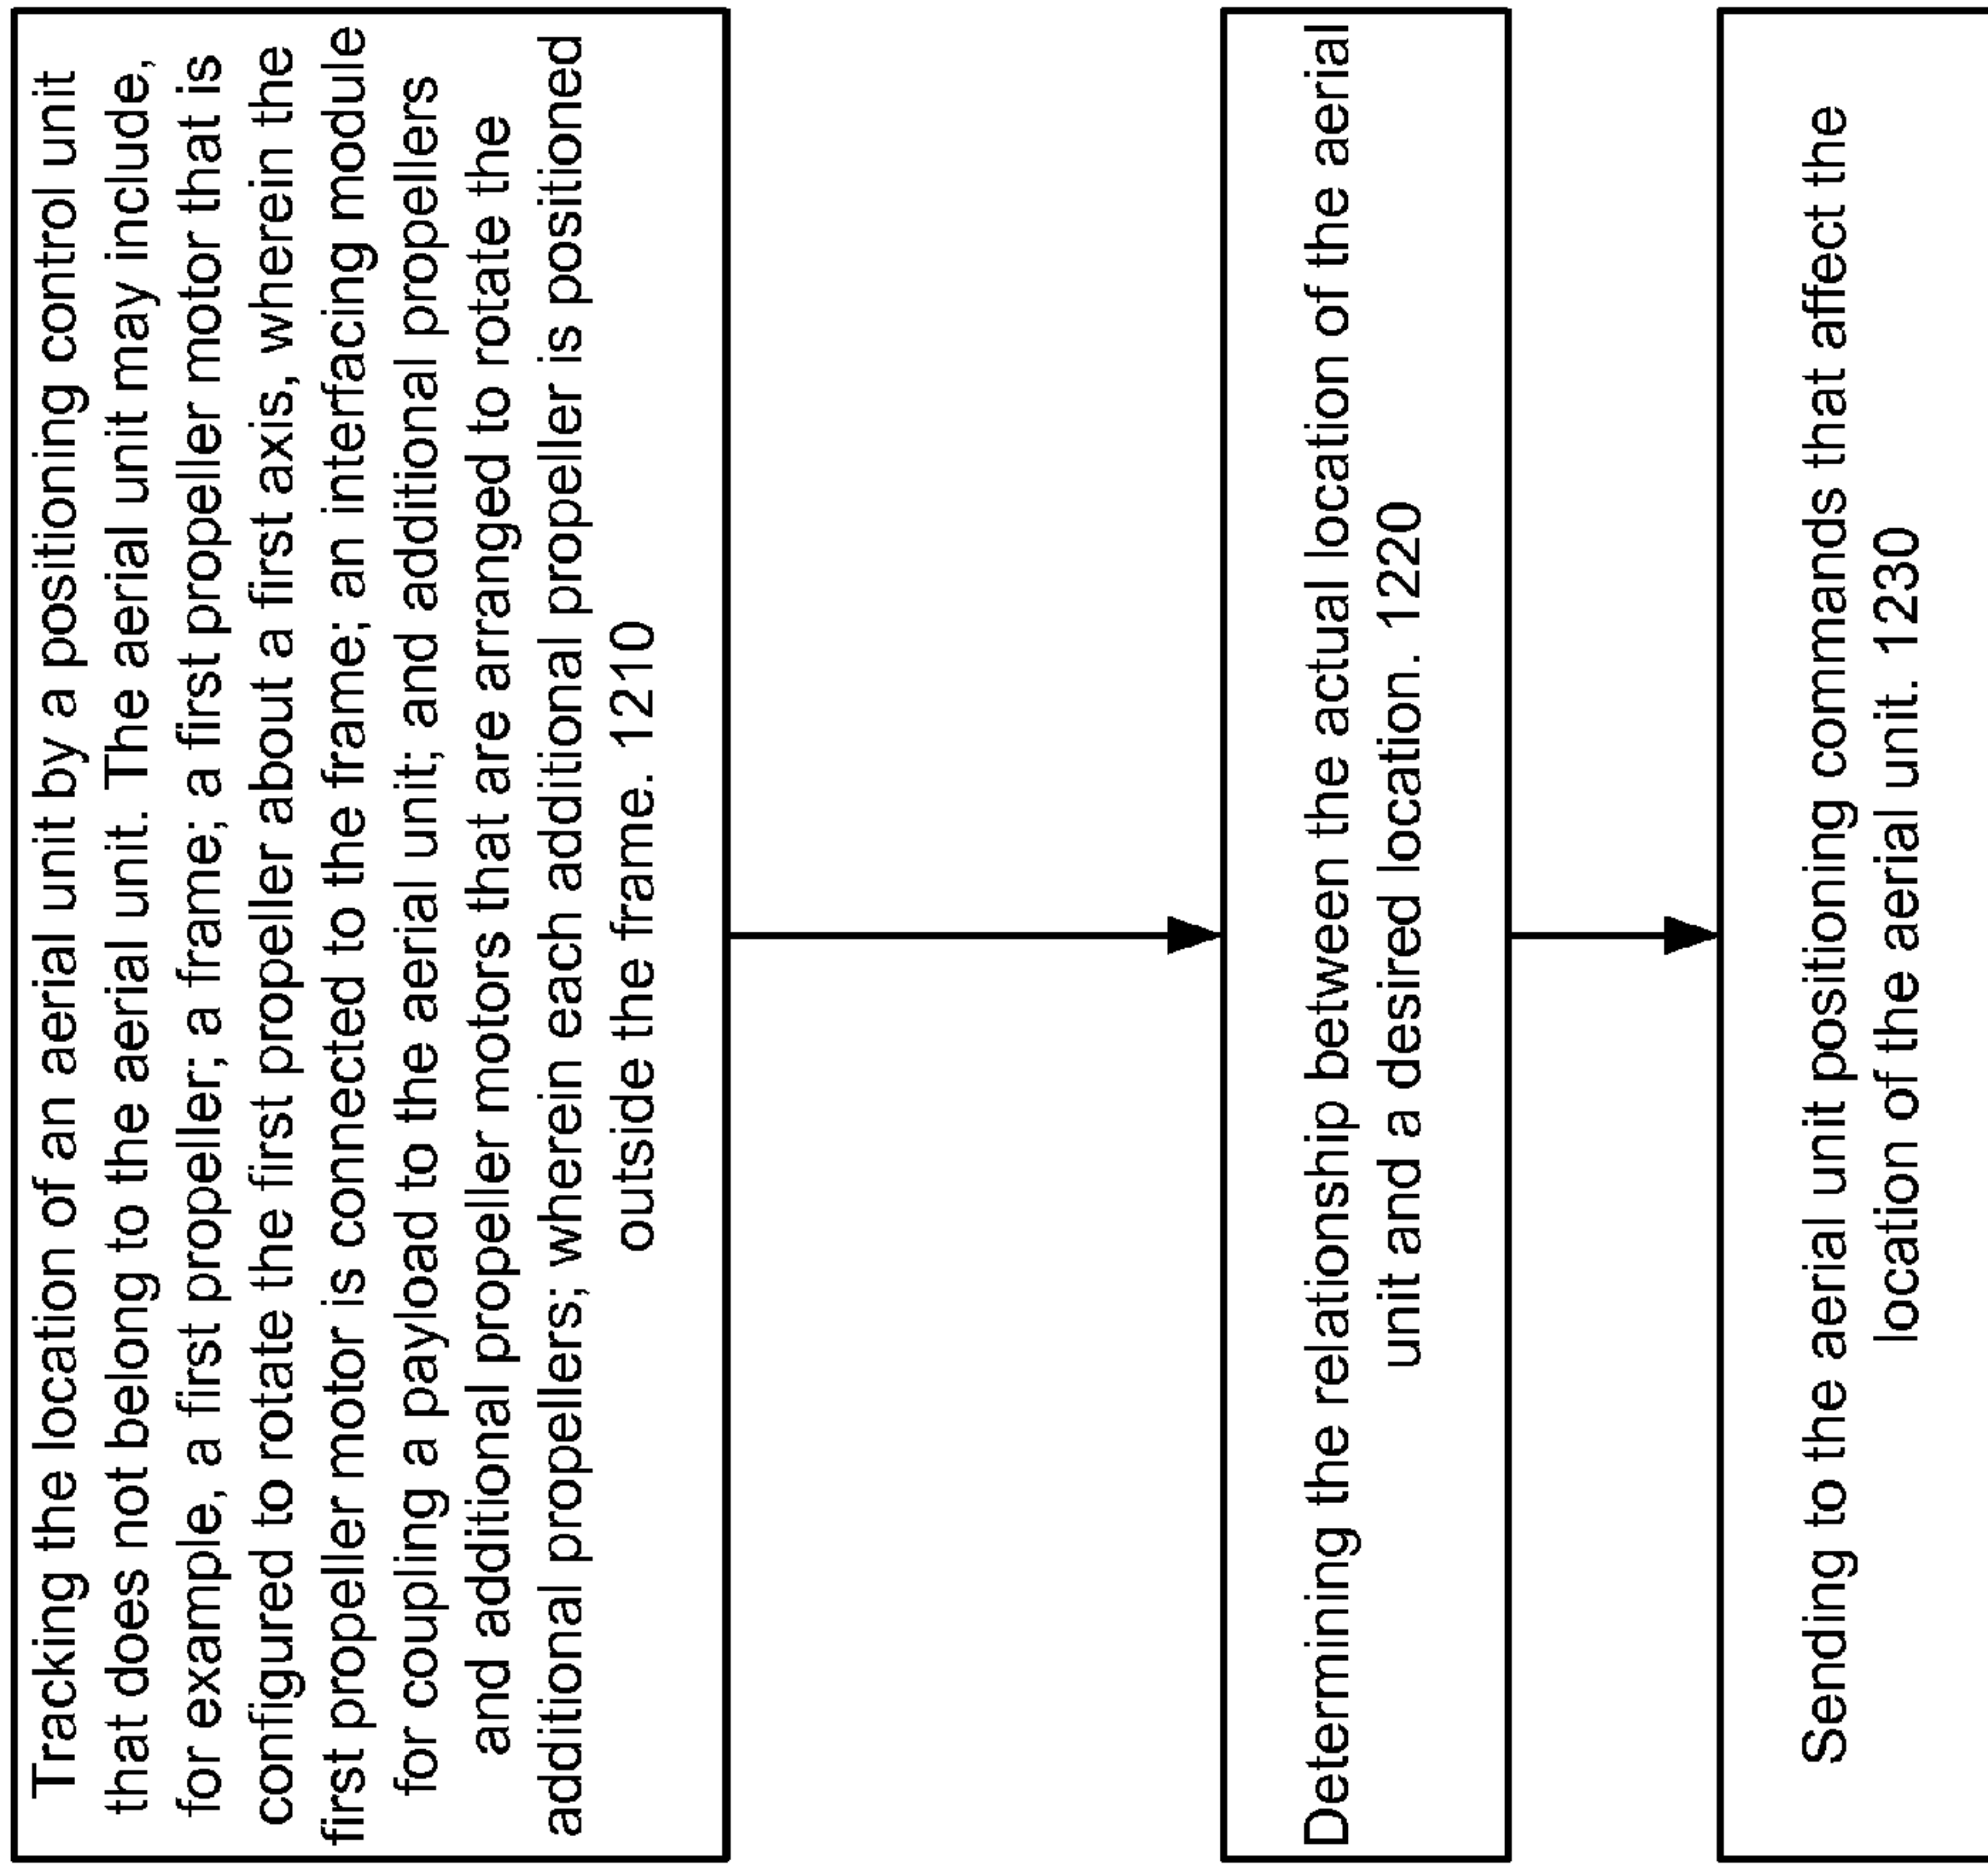 Tracking the location of an aerial unit by a positioning control unit
that does not belong to the aerial unit. The aerial unit may include,
for example, a first propeller; a frame; a first propeller motor that is
configured to rotate the first propeller about a first axis, wherein the
first propeller motor is connected to the frame; an interfacing module
for coupling a payload to the aerial unit; and additional propellers
and additional propeller motors that are arranged to rotate the
additional propellers; wherein each additional propeller is positioned
outside the frame. 1210
Determining the relationship between the actual location of the aerial
unit and a desired location. 1220
Sending to the aerial unit positioning commands that affect the
location of the aerial unit. 1230